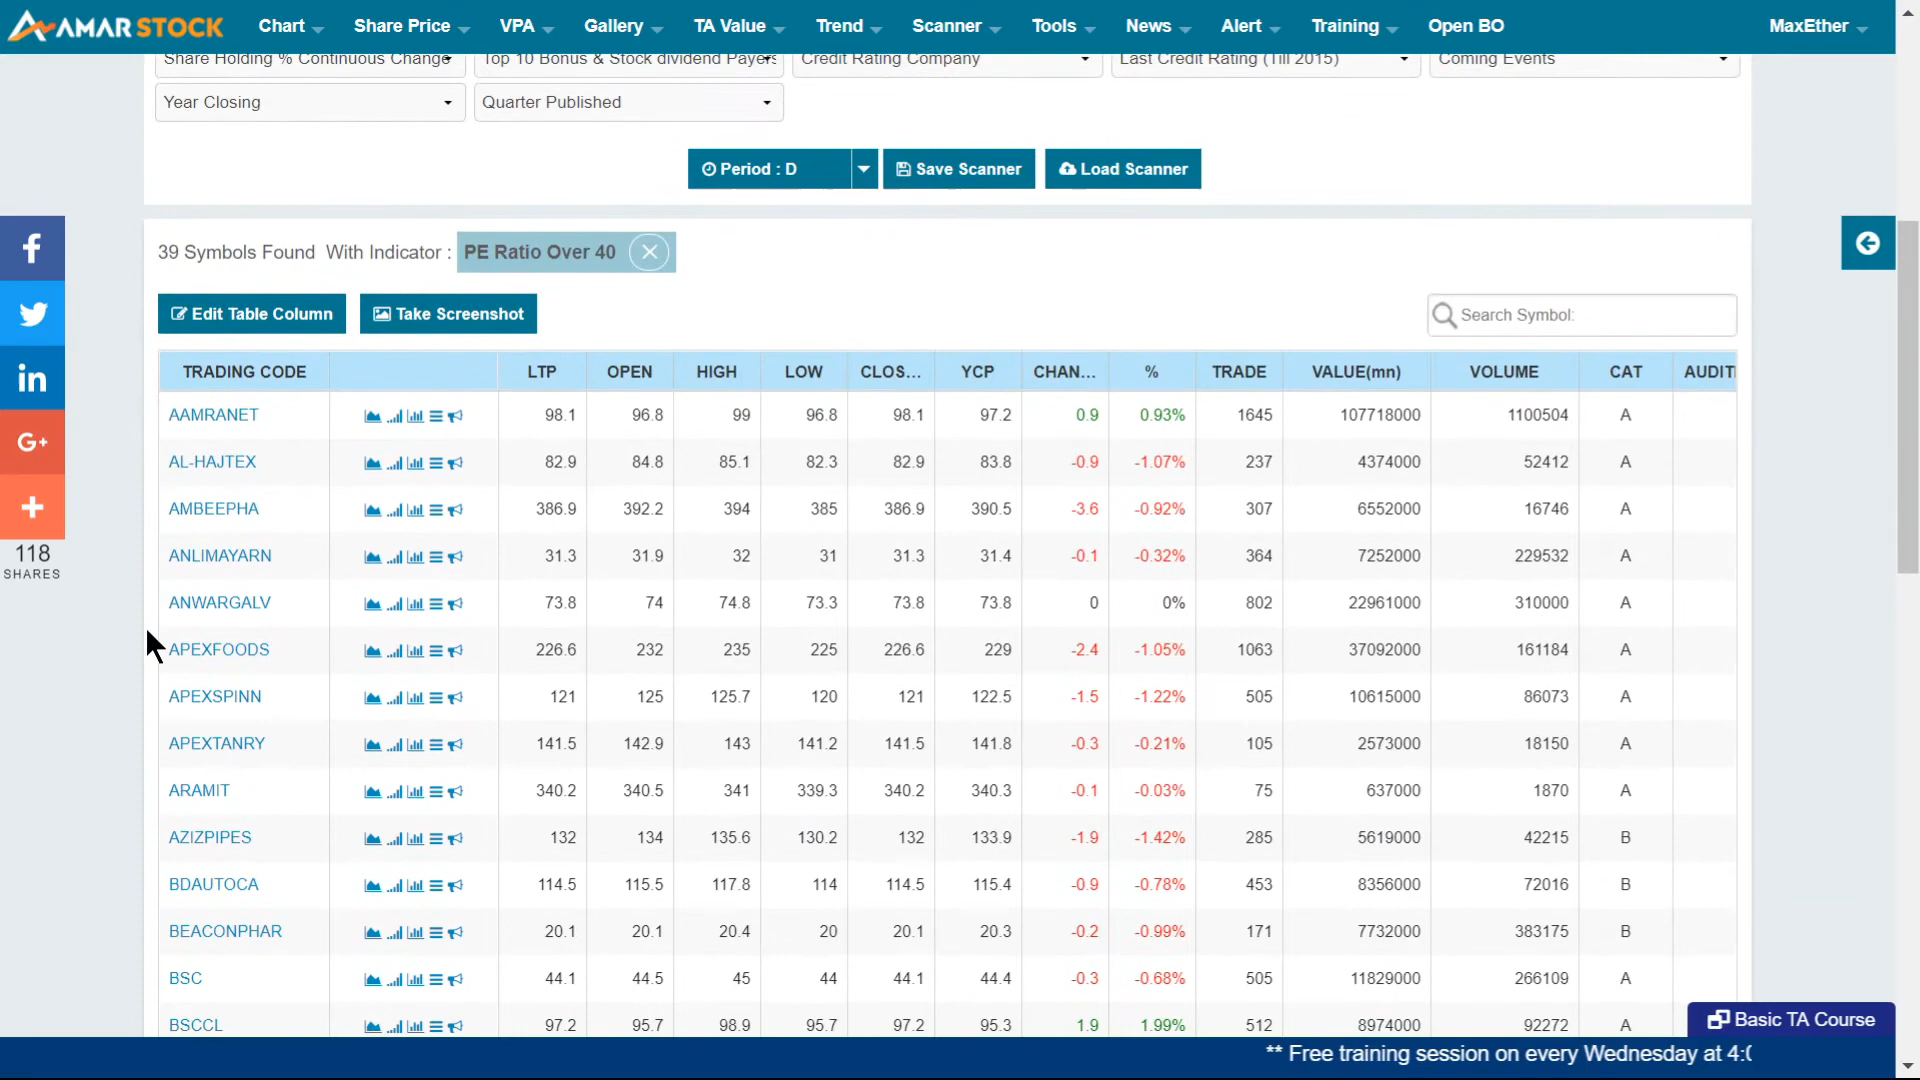 AMAR STOCK Chart Share Price VPA Gallery TA Value Trend Scanner Tools News Alert Training Open BO MaxEther
Share Holding % Continuous Change Top 10 Bonus & Stock dividend Payers Credit Rating Company Last Credit Rating (Till 2015) Coming Events
Year Closing Quarter Published
Period : D Save Scanner Load Scanner
39 Symbols Found With Indicator : PE Ratio Over 40
Edit Table Column Take Screenshot Search Symbol:
TRADING CODE LTP OPEN HIGH LOW CLOS... YCP CHAN... % TRADE VALUE(mn) VOLUME CAT AUDIT
AAMRANET 98.1 96.8 99 96.8 98.1 97.2 0.9 0.93% 1645 107718000 1100504 A
AL-HAJTEX 82.9 84.8 85.1 82.3 82.9 83.8 -0.9 -1.07% 237 4374000 52412 A
AMBEEPHA 386.9 392.2 394 385 386.9 390.5 -3.6 -0.92% 307 6552000 16746 A
ANLIMAYARN 31.3 31.9 32 31 31.3 31.4 -0.1 -0.32% 364 7252000 229532 A
ANWARGALV 73.8 74 74.8 73.3 73.8 73.8 0 0% 802 22961000 310000 A
APEXFOODS 226.6 232 235 225 226.6 229 -2.4 -1.05% 1063 37092000 161184 A
APEXSPINN 121 125 125.7 120 121 122.5 -1.5 -1.22% 505 10615000 86073 A
APEXTANRY 141.5 142.9 143 141.2 141.5 141.8 -0.3 -0.21% 105 2573000 18150 A
ARAMIT 340.2 340.5 341 339.3 340.2 340.3 -0.1 -0.03% 75 637000 1870 A
AZIZPIPES 132 134 135.6 130.2 132 133.9 -1.9 -1.42% 285 5619000 42215 B
BDAUTOCA 114.5 115.5 117.8 114 114.5 115.4 -0.9 -0.78% 453 8356000 72016 B
BEACONPHAR 20.1 20.1 20.4 20 20.1 20.3 -0.2 -0.99% 171 7732000 383175 B
BSC 44.1 44.5 45 44 44.1 44.4 -0.3 -0.68% 505 11829000 266109 A
BSCCL 97.2 95.7 98.9 95.7 97.2 95.3 1.9 1.99% 512 8974000 92272 A
f
in
G+
+
118
SHARES
Basic TA Course
** Free training session on every Wednesday at 4:0